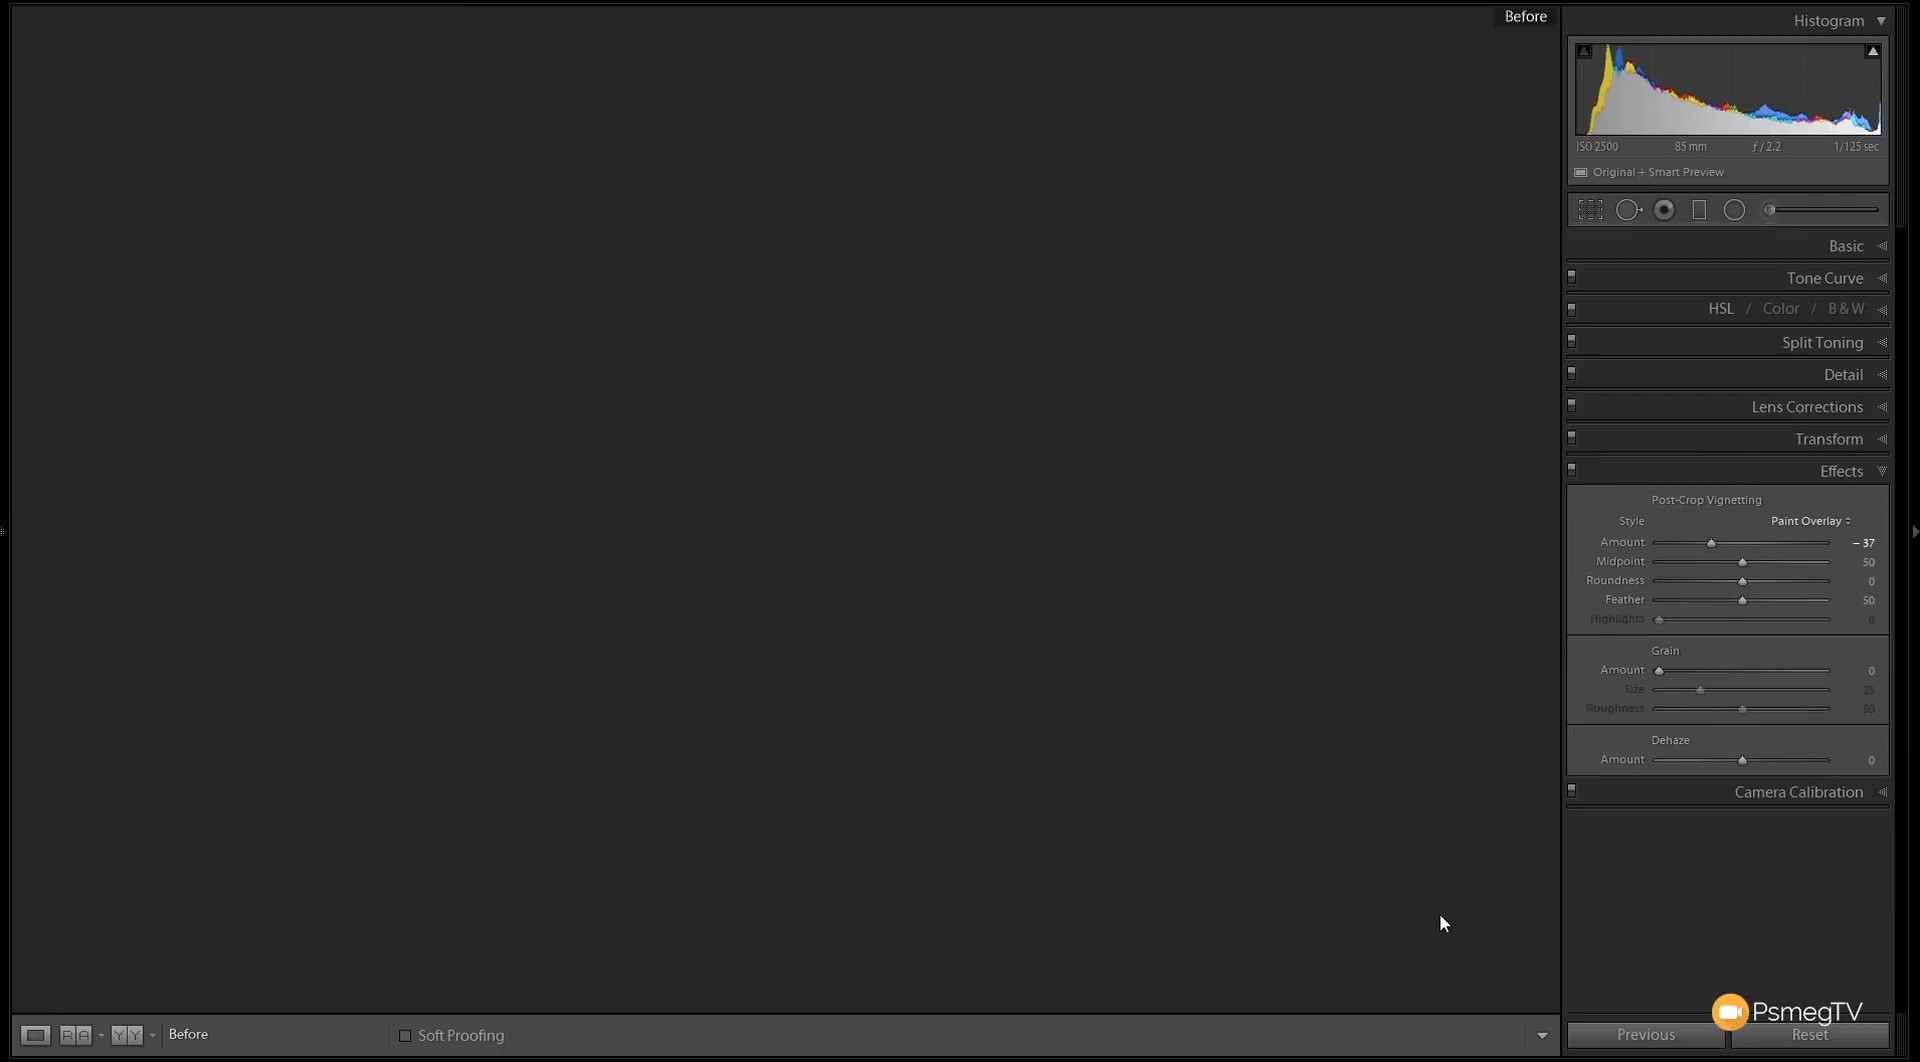 Before
Histogram
ISO 2500 85 mm ƒ / 2.2 1/125 sec
Original + Smart Preview
Basic
Tone Curve
HSL / Color / B & W
Split Toning
Detail
Lens Corrections
Transform
Effects
Post-Crop Vignetting
Style Paint Overlay
Amount – 37
Midpoint 50
Roundness 0
Feather 50
Highlights 0
Grain
Amount 0
Size 25
Roughness 50
Dehaze
Amount 0
Camera Calibration
PsmegTV
R A Y Y Before Soft Proofing Previous Reset